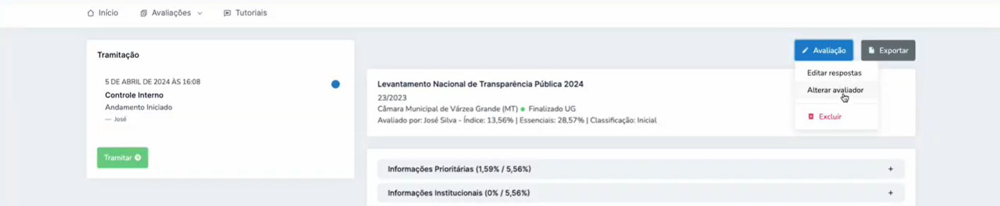 Início
Avaliações
Tutoriais
Tramitação
5 DE ABRIL DE 2024 ÀS 16:08
Controle Interno
Andamento Iniciado
— José
Tramitar
Avaliação
Exportar
Editar respostas
Alterar avaliador
Excluir
Levantamento Nacional de Transparência Pública 2024
23/2023
Câmara Municipal de Várzea Grande (MT) ● Finalizado UG
Avaliado por: José Silva - Índice: 13,56% | Essenciais: 28,57% | Classificação: Inicial
Informações Prioritárias (1,59% / 5,56%) +
Informações Institucionais (0% / 5,56%) +